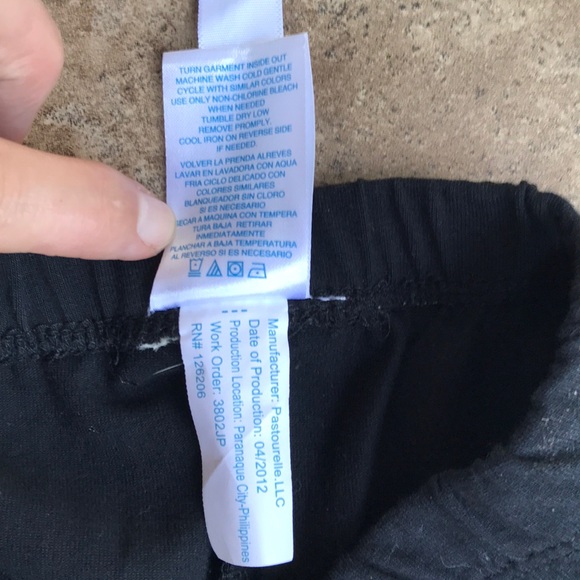 TURN GARMENT INSIDE OUT
MACHINE WASH COLD GENTLE
CYCLE WITH SIMILAR COLORS
USE ONLY NON-CHLORINE BLEACH
WHEN NEEDED
TUMBLE DRY LOW
REMOVE PROMPLY.
COOL IRON ON REVERSE SIDE
IF NEEDED.
VOLVER LA PRENDA ALREVES
LAVAR EN LAVADORA CON AQUA
FRIA CICLO DELICADO CON
COLORES SIMILARES
BLANQUEADOR SIN CLORO
SI ES NECESARIO
SECAR A MAQUINA CON TEMPERA
TURA BAJA RETIRAR
INMEDIATAMENTE
PLANCHAR A BAJA TEMPERATURA
AL REVERSO SI ES NECESARIO
Manufacturer: Pastourelle.LLC
Date of Production: 04/2012
Production Location: Paranaque City-Philippines
Work Order: 3802JP
RN# 126206